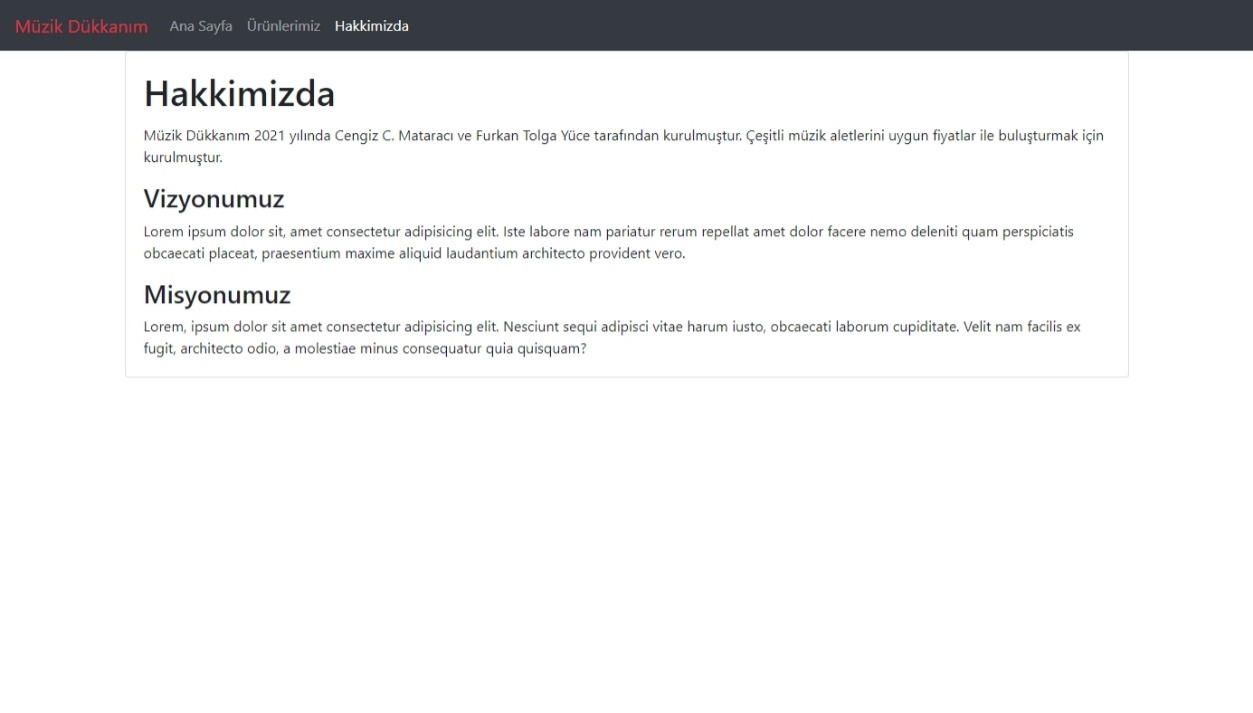 Müzik Dükkanım Ana Sayfa Ürünlerimiz Hakkimizda
Hakkimizda
Müzik Dükkanım 2021 yılında Cengiz C. Mataracı ve Furkan Tolga Yüce tarafından kurulmuştur. Çeşitli müzik aletlerini uygun fiyatlar ile buluşturmak için
kurulmuştur.
Vizyonumuz
Lorem ipsum dolor sit, amet consectetur adipisicing elit. Iste labore nam pariatur rerum repellat amet dolor facere nemo deleniti quam perspiciatis
obcaecati placeat, praesentium maxime aliquid laudantium architecto provident vero.
Misyonumuz
Lorem, ipsum dolor sit amet consectetur adipisicing elit. Nesciunt sequi adipisci vitae harum iusto, obcaecati laborum cupiditate. Velit nam facilis ex
fugit, architecto odio, a molestiae minus consequatur quia quisquam?